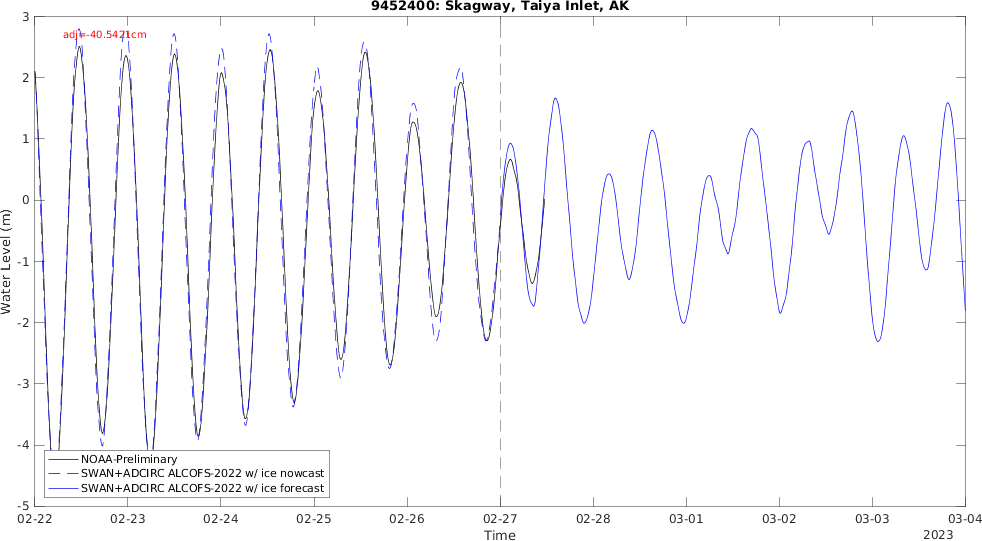 9452400: Skagway, Taiya Inlet, AK
adj=-40.5421cm
Water Level (m)
3
2
1
0
-1
-2
-3
-4
-5
NOAA-Preliminary
SWAN+ADCIRC ALCOFS-2022 w/ ice nowcast
SWAN+ADCIRC ALCOFS-2022 w/ ice forecast
02-22 02-23 02-24 02-25 02-26 02-27 02-28 03-01 03-02 03-03 03-04
Time
2023